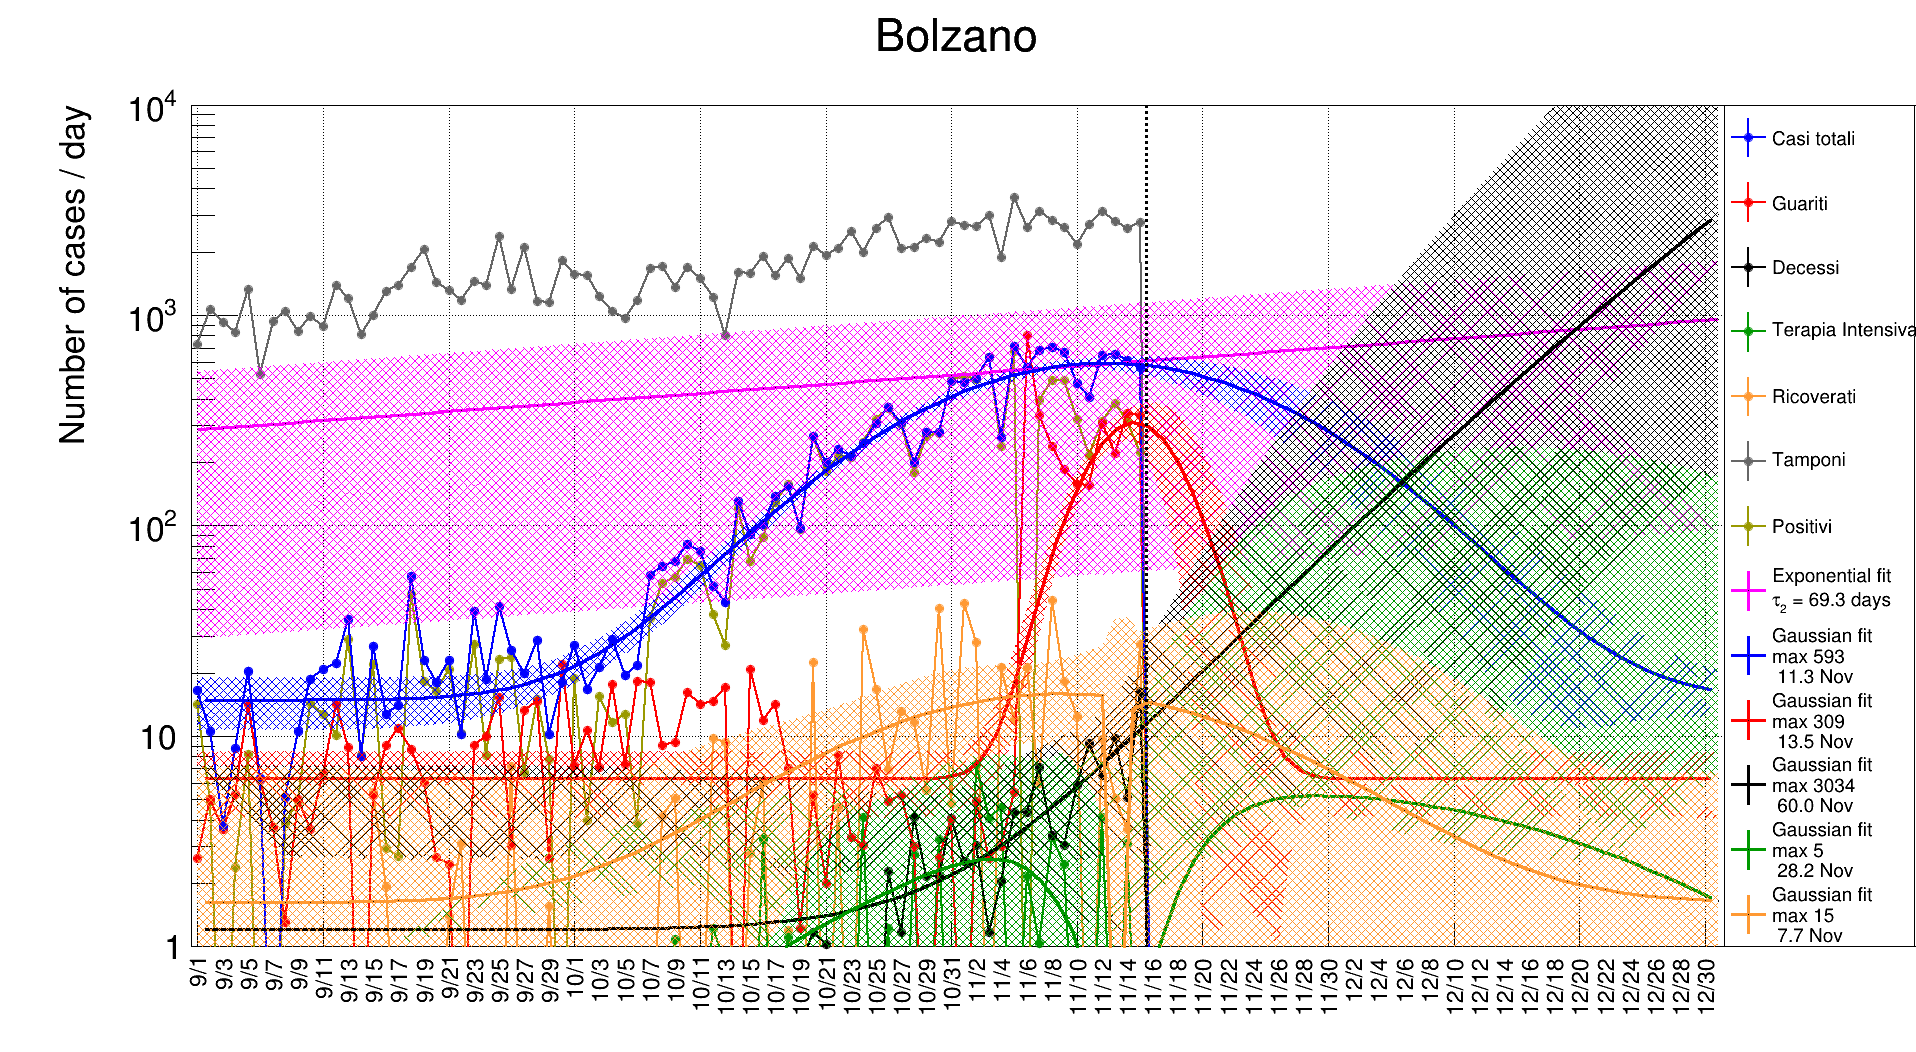 Bolzano
Number of cases / day
10⁴
10³
10²
10
1
9/1
9/3
9/5
9/7
9/9
9/11
9/13
9/15
9/17
9/19
9/21
9/23
9/25
9/27
9/29
10/1
10/3
10/5
10/7
10/9
10/11
10/13
10/15
10/17
10/19
10/21
10/23
10/25
10/27
10/29
10/31
11/2
11/4
11/6
11/8
11/10
11/12
11/14
11/16
11/18
11/20
11/22
11/24
11/26
11/28
11/30
12/2
12/4
12/6
12/8
12/10
12/12
12/14
12/16
12/18
12/20
12/22
12/24
12/26
12/28
12/30
Casi totali
Guariti
Decessi
Terapia Intensiva
Ricoverati
Tamponi
Positivi
Exponential fit
τ₂ = 69.3 days
Gaussian fit
max 593
11.3 Nov
Gaussian fit
max 309
13.5 Nov
Gaussian fit
max 3034
60.0 Nov
Gaussian fit
max 5
28.2 Nov
Gaussian fit
max 15
7.7 Nov